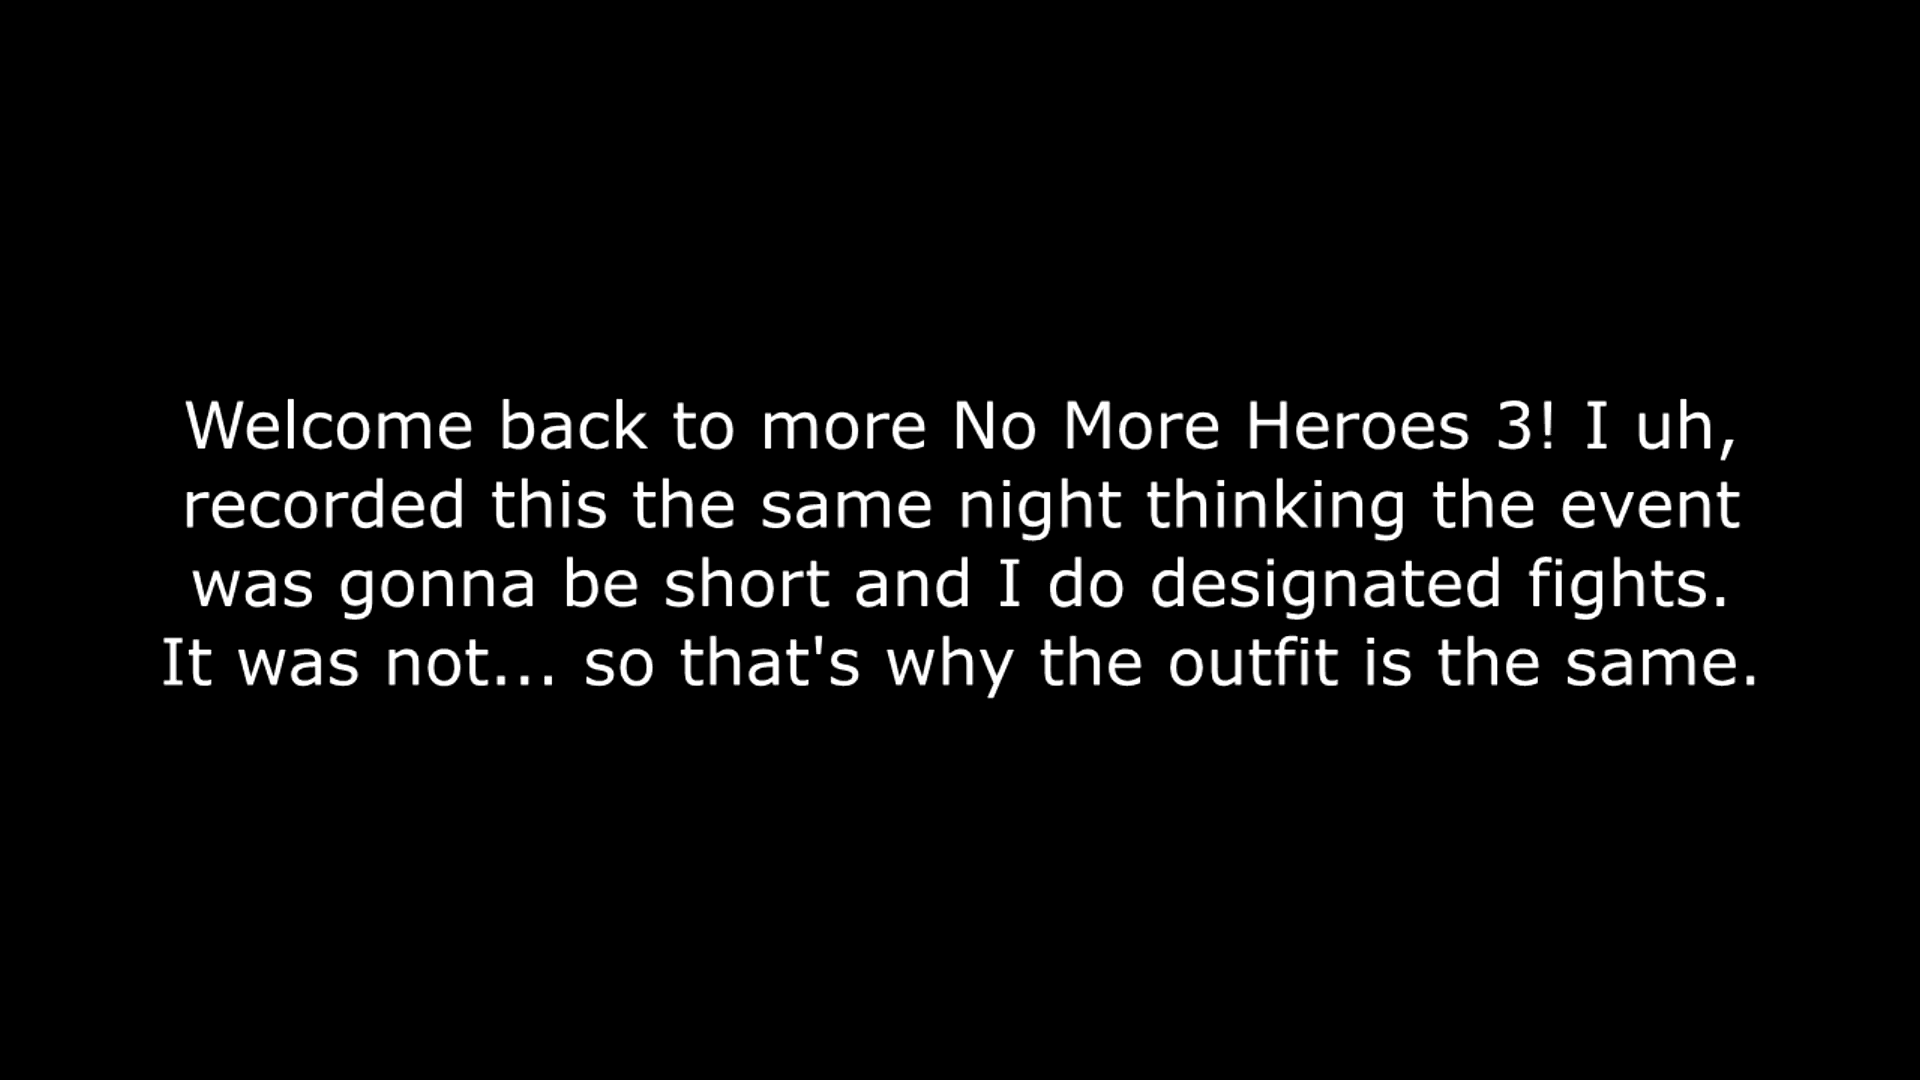 Welcome back to more No More Heroes 3! I uh,
recorded this the same night thinking the event
was gonna be short and I do designated fights.
It was not... so that's why the outfit is the same.